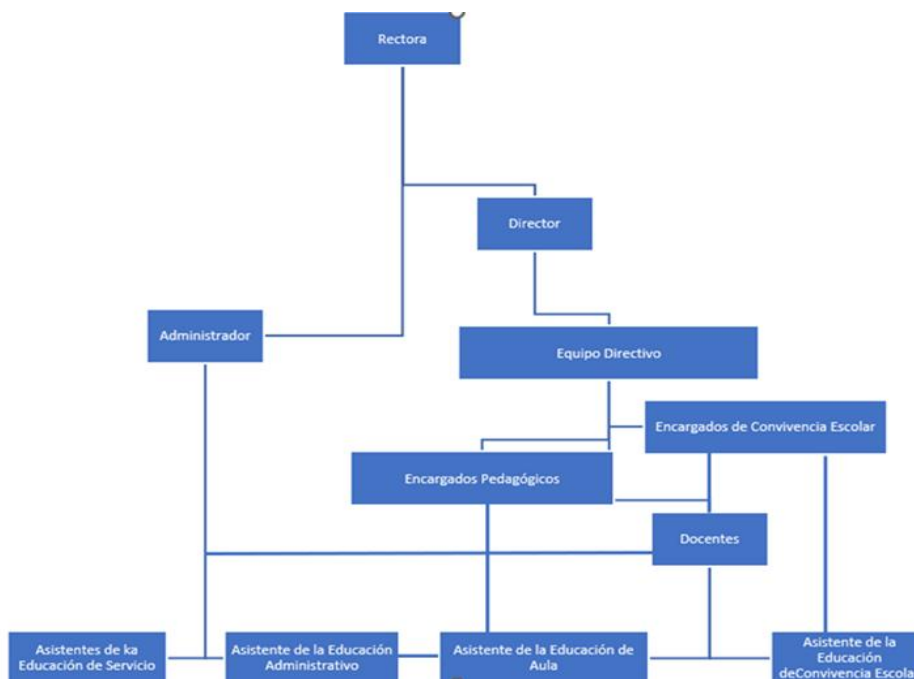 Rectora
Director
Administrador
Equipo Directivo
Encargados de Convivencia Escolar
Encargados Pedagógicos
Docentes
Asistentes de ka
Educación de Servicio
Asistente de la Educación
Administrativo
Asistente de la Educación de
Aula
Asistente de la
Educación
deConvivencia Escola